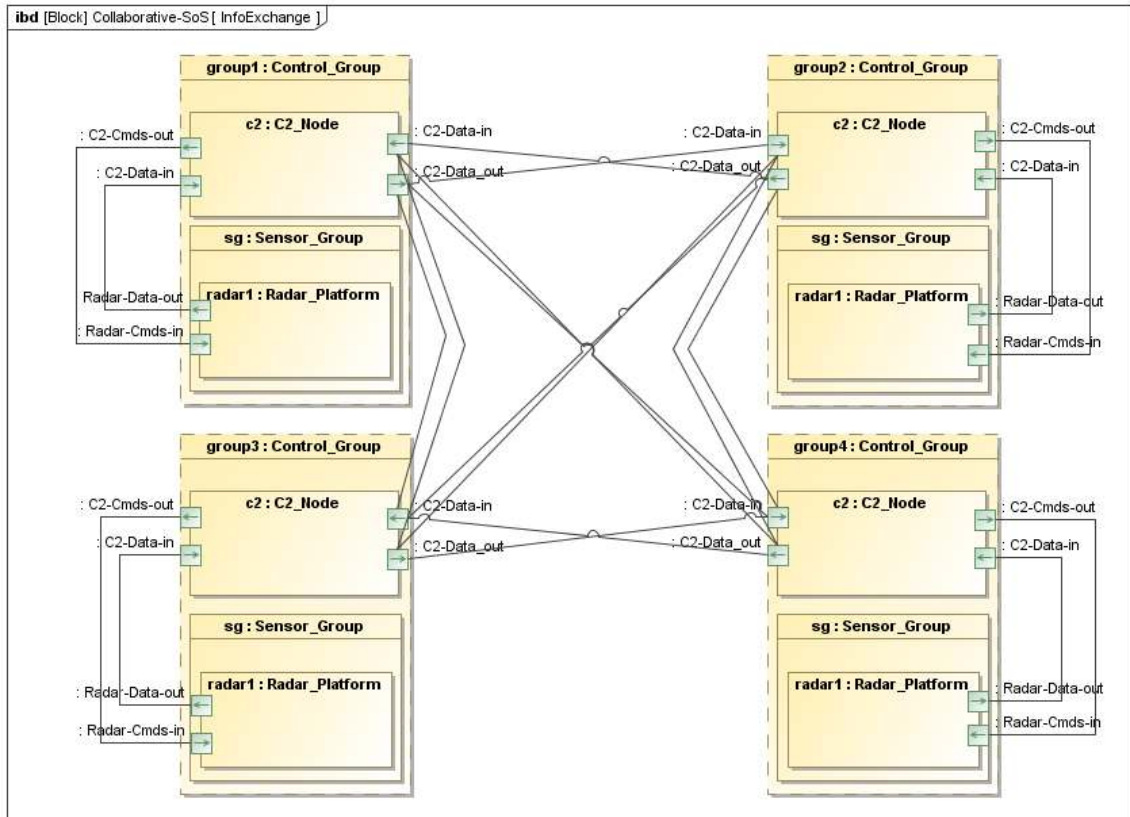 ibd [Block] Collaborative-SoS[ InfoExchange ]
group1 : Control_Group
c2 : C2_Node
: C2-Cmds-out
: C2-Data-in
: C2-Data-in
: C2-Data_out
sg : Sensor_Group
radar1 : Radar_Platform
Radar-Data-out
: Radar-Cmds-in
group2 : Control_Group
c2 : C2_Node
: C2-Data-in
: C2-Data_out
: C2-Cmds-out
: C2-Data-in
sg : Sensor_Group
radar1 : Radar_Platform
: Radar-Data-out
: Radar-Cmds-in
group3 : Control_Group
c2 : C2_Node
: C2-Cmds-out
: C2-Data-in
: C2-Data-in
: C2-Data_out
sg : Sensor_Group
radar1 : Radar_Platform
: Radar-Data-out
: Radar-Cmds-in
group4 : Control_Group
c2 : C2_Node
: C2-Data-in
: C2-Data_out
: C2-Cmds-out
: C2-Data-in
sg : Sensor_Group
radar1 : Radar_Platform
: Radar-Data-out
: Radar-Cmds-in